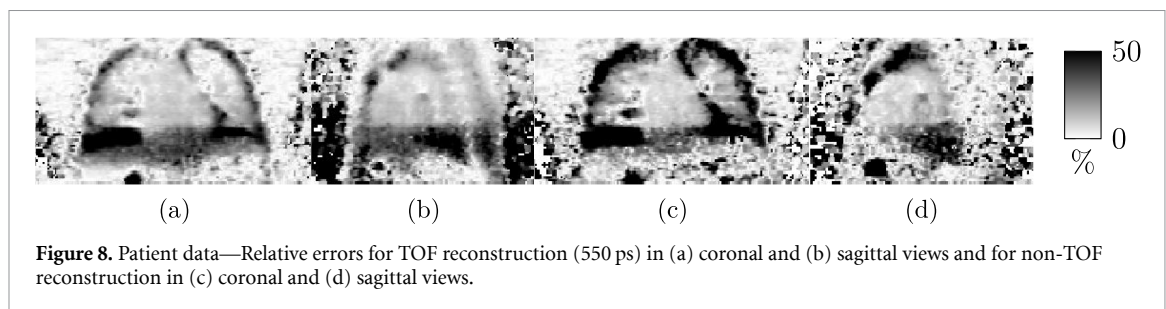 50
0
%
(a) (b) (c) (d)
Figure 8. Patient data—Relative errors for TOF reconstruction (550 ps) in (a) coronal and (b) sagittal views and for non-TOF
reconstruction in (c) coronal and (d) sagittal views.